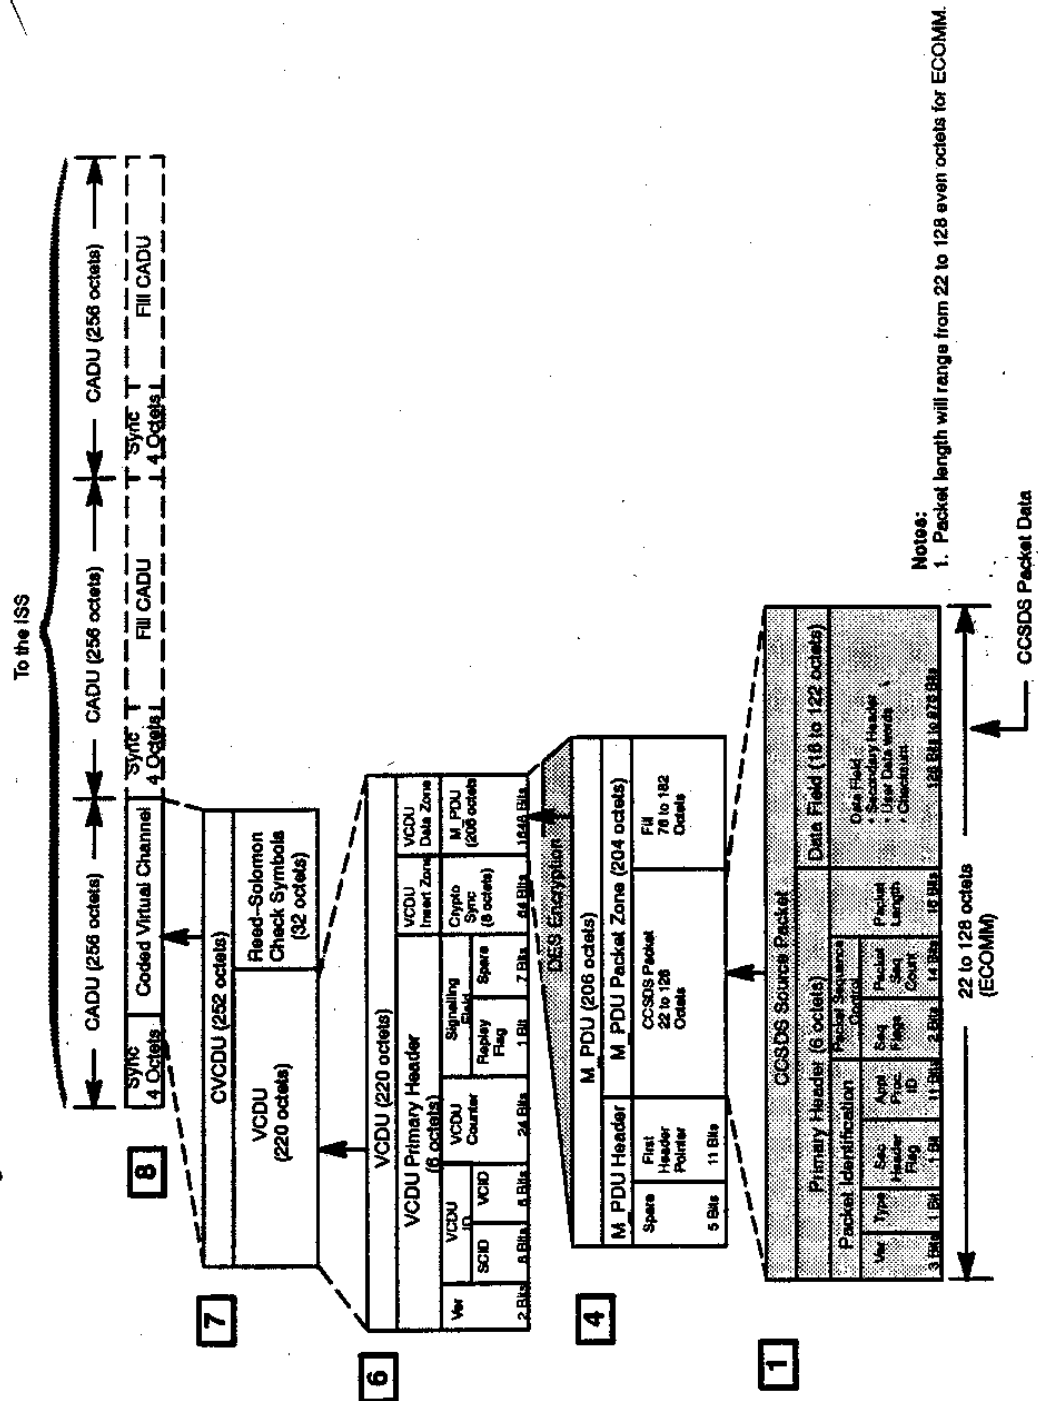 To the ISS
CADU (256 octets)
CADU (256 octets)
CADU (256 octets)
8
Sync
4 Octets
Coded Virtual Channel
Sync
4 Octets
Fill CADU
Sync
4 Octets
Fill CADU
7
CVCDU (252 octets)
VCDU
(220 octets)
Reed-Solomon
Check Symbols
(32 octets)
6
VCDU (220 octets)
VCDU Primary Header
(6 octets)
VCDU
Insert Zone
VCDU
Data Zone
Ver
VCDU
ID
SCID
VCID
VCDU
Counter
Signalling
Field
Replay
Flag
Spare
Crypto
Sync
(8 octets)
M_PDU
(206 octets
2 Bits
8 Bits
6 Bits
24 Bits
1 Bit
7 Bits
64 Bits
1648 Bits
DES Encryption
4
M_PDU (206 octets)
M_PDU Header
M_PDU Packet Zone (204 octets)
Spare
First
Header
Pointer
CCSDS Packet
22 to 128
Octets
Fill
76 to 182
Octets
5 Bits
11 Bits
1
CCSDS Source Packet
Primary Header (6 octets)
Data Field (16 to 122 octets)
Packet Identification
Packet Sequence
Control
Packet
Length
Ver
Type
Sec
Header
Flag
Appl
Proc.
ID
Seq
Flags
Packet
Seq
Count
Data Field
• Secondary Header
• User Data words
• Checksum
3 Bits
1 Bit
1 Bit
11 Bits
2 Bits
14 Bits
16 Bits
128 Bits to 976 Bits
22 to 128 octets
(ECOMM)
CCSDS Packet Data
Notes:
1. Packet length will range from 22 to 128 even octets for ECOMM.